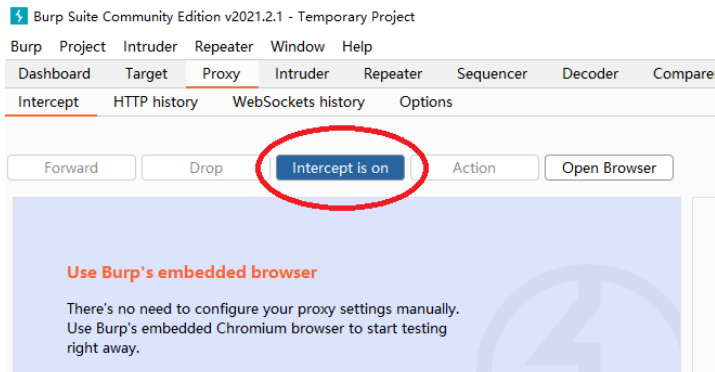 Burp Suite Community Edition v2021.2.1 - Temporary Project
Burp Project Intruder Repeater Window Help
Dashboard Target Proxy Intruder Repeater Sequencer Decoder Compare
Intercept HTTP history WebSockets history Options
Forward Drop Intercept is on Action Open Browser
Use Burp's embedded browser
There's no need to configure your proxy settings manually.
Use Burp's embedded Chromium browser to start testing
right away.